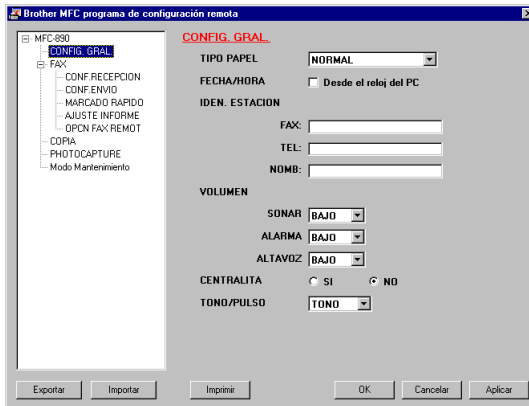 Brother MFC programa de configuración remota
MFC-890
CONFIG. GRAL.
FAX
CONF.RECEPCION
CONF.ENVIO
MARCADO RAPIDO
AJUSTE INFORME
OPCN FAX REMOT
COPIA
PHOTOCAPTURE
Modo Mantenimiento
CONFIG. GRAL.
TIPO PAPEL NORMAL
FECHA/HORA Desde el reloj del PC
IDEN. ESTACION
FAX:
TEL:
NOMB:
VOLUMEN
SONAR BAJO
ALARMA BAJO
ALTAVOZ BAJO
CENTRALITA SI NO
TONO/PULSO TONO
Exportar Importar Imprimir OK Cancelar Aplicar